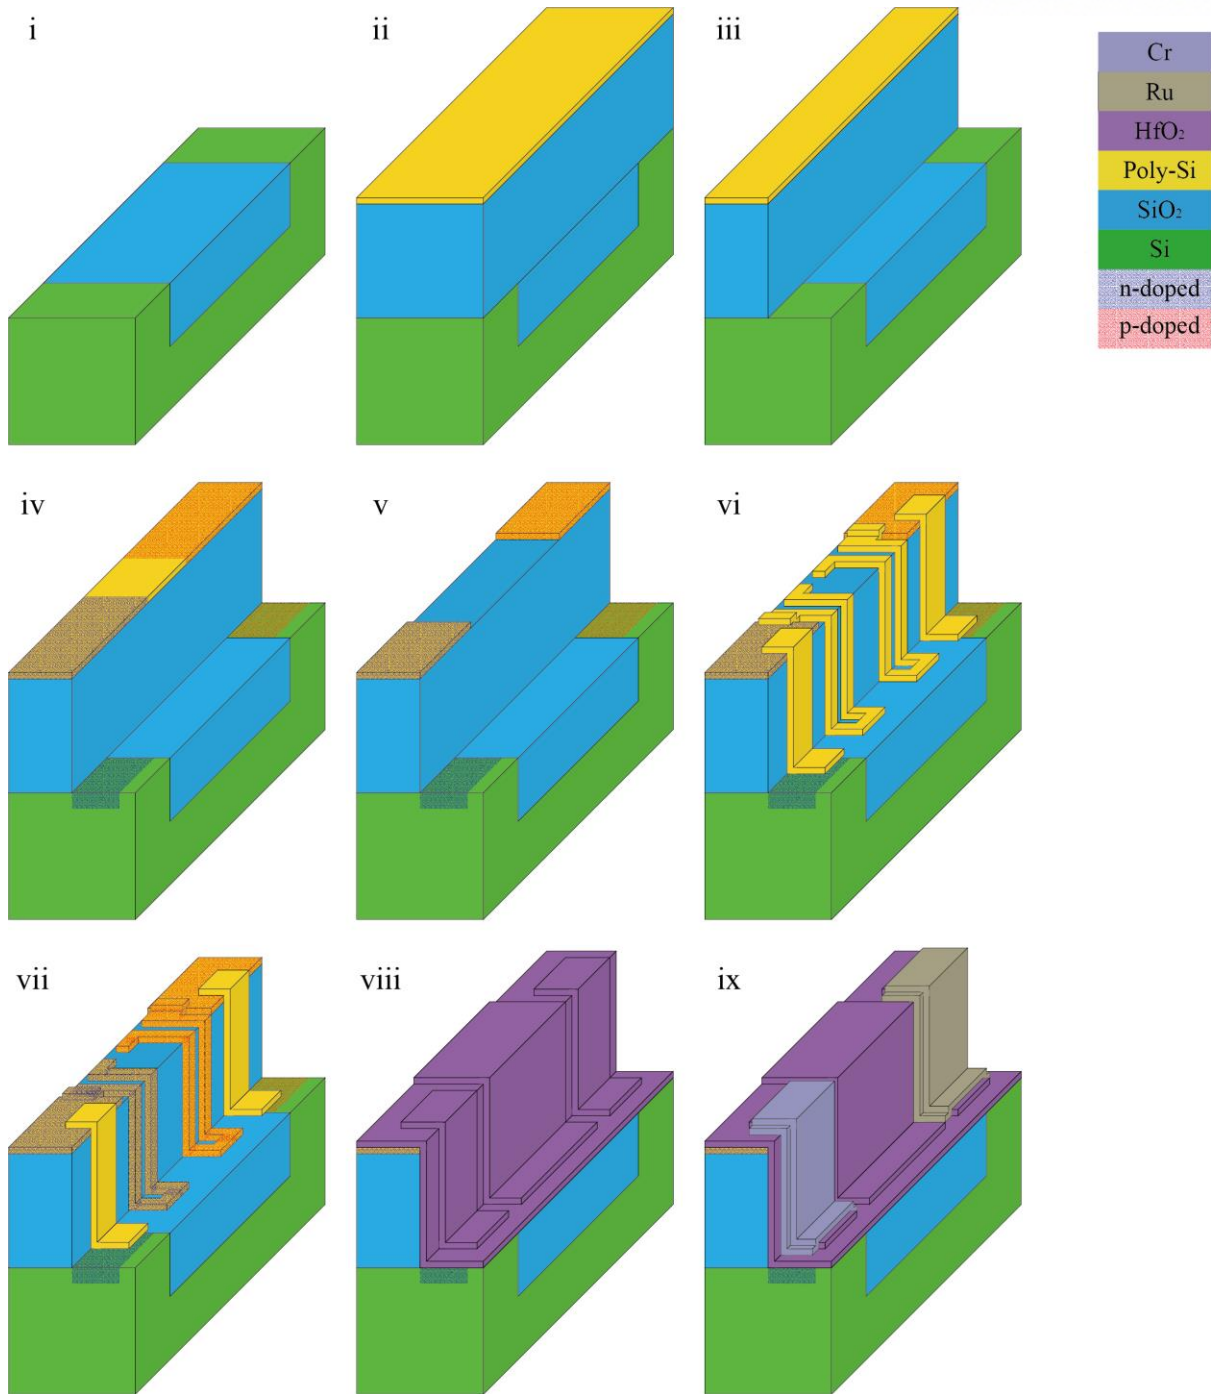 i
ii
iii
Cr
Ru
HfO₂
Poly-Si
SiO₂
Si
n-doped
p-doped
iv
v
vi
vii
viii
ix